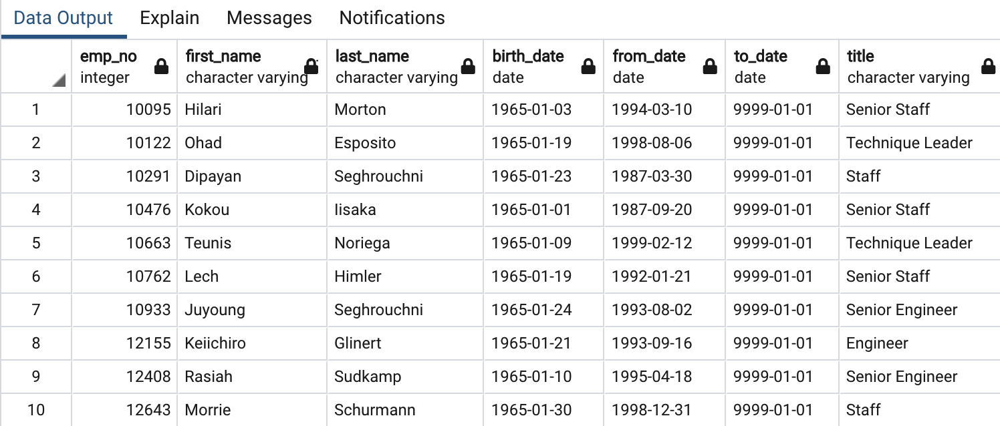 Data Output Explain Messages Notifications
emp_no first_name last_name birth_date from_date to_date title
integer character varying character varying date date date character varying
1 10095 Hilari Morton 1965-01-03 1994-03-10 9999-01-01 Senior Staff
2 10122 Ohad Esposito 1965-01-19 1998-08-06 9999-01-01 Technique Leader
3 10291 Dipayan Seghrouchni 1965-01-23 1987-03-30 9999-01-01 Staff
4 10476 Kokou Iisaka 1965-01-01 1987-09-20 9999-01-01 Senior Staff
5 10663 Teunis Noriega 1965-01-09 1999-02-12 9999-01-01 Technique Leader
6 10762 Lech Himler 1965-01-19 1992-01-21 9999-01-01 Senior Staff
7 10933 Juyoung Seghrouchni 1965-01-24 1993-08-02 9999-01-01 Senior Engineer
8 12155 Keiichiro Glinert 1965-01-21 1993-09-16 9999-01-01 Engineer
9 12408 Rasiah Sudkamp 1965-01-10 1995-04-18 9999-01-01 Senior Engineer
10 12643 Morrie Schurmann 1965-01-30 1998-12-31 9999-01-01 Staff